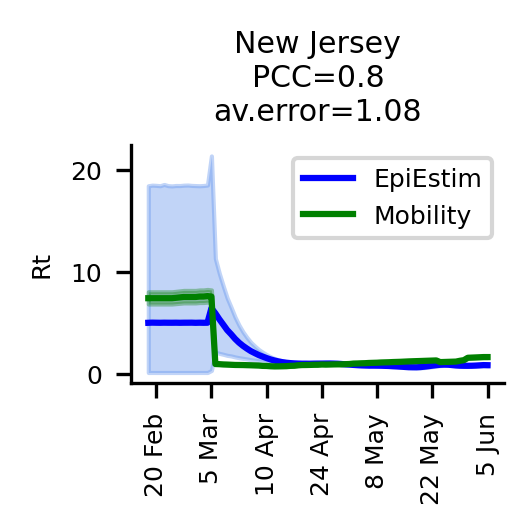 New Jersey
PCC=0.8
av.error=1.08
EpiEstim
Mobility
Rt
20
10
0
20 Feb
5 Mar
10 Apr
24 Apr
8 May
22 May
5 Jun